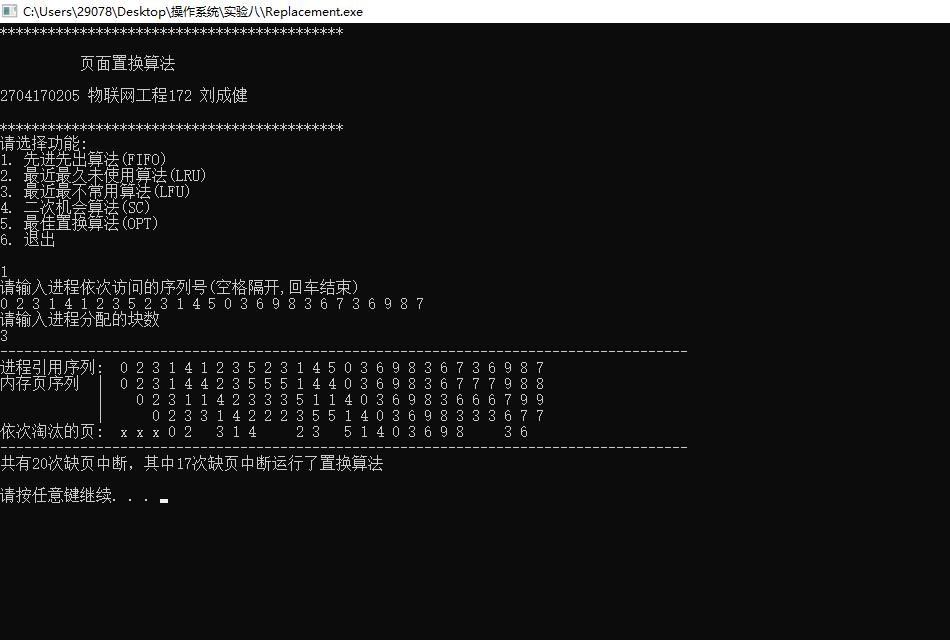 C:\Users\29078\Desktop\操作系统\实验八\Replacement.exe
*******************************************
页面置换算法
2704170205 物联网工程172 刘成健
*******************************************
请选择功能:
1. 先进先出算法(FIFO)
2. 最近最久未使用算法(LRU)
3. 最近最不常用算法(LFU)
4. 二次机会算法(SC)
5. 最佳置换算法(OPT)
6. 退出
1
请输入进程依次访问的序列号(空格隔开,回车结束)
0 2 3 1 4 1 2 3 5 2 3 1 4 5 0 3 6 9 8 3 6 7 3 6 9 8 7
请输入进程分配的块数
3
--------------------------------------------------------------------------------------
进程引用序列:  0 2 3 1 4 1 2 3 5 2 3 1 4 5 0 3 6 9 8 3 6 7 3 6 9 8 7
内存页序列  |  0 2 3 1 4 4 2 3 5 5 5 1 4 4 0 3 6 9 8 3 6 7 7 7 9 8 8
            |    0 2 3 1 1 4 2 3 3 3 5 1 1 4 0 3 6 9 8 3 6 6 6 7 9 9
            |      0 2 3 3 1 4 2 2 2 3 5 5 1 4 0 3 6 9 8 3 3 3 6 7 7
依次淘汰的页:  x x x 0 2   3 1 4     2 3   5 1 4 0 3 6 9 8     3 6
--------------------------------------------------------------------------------------
共有20次缺页中断，其中17次缺页中断运行了置换算法
请按任意键继续. . .